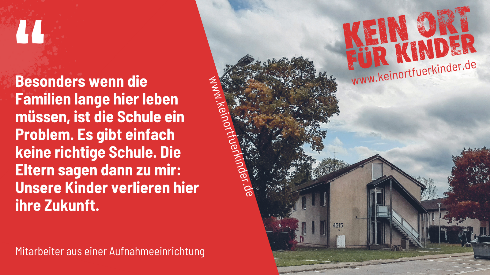 Besonders wenn die
Familien lange hier leben
müssen, ist die Schule ein
Problem. Es gibt einfach
keine richtige Schule. Die
Eltern sagen dann zu mir:
Unsere Kinder verlieren hier
ihre Zukunft.
Mitarbeiter aus einer Aufnahmeeinrichtung
www.keinortfuerkinder.de
KEIN ORT
FÜR KINDER
www.keinortfuerkinder.de